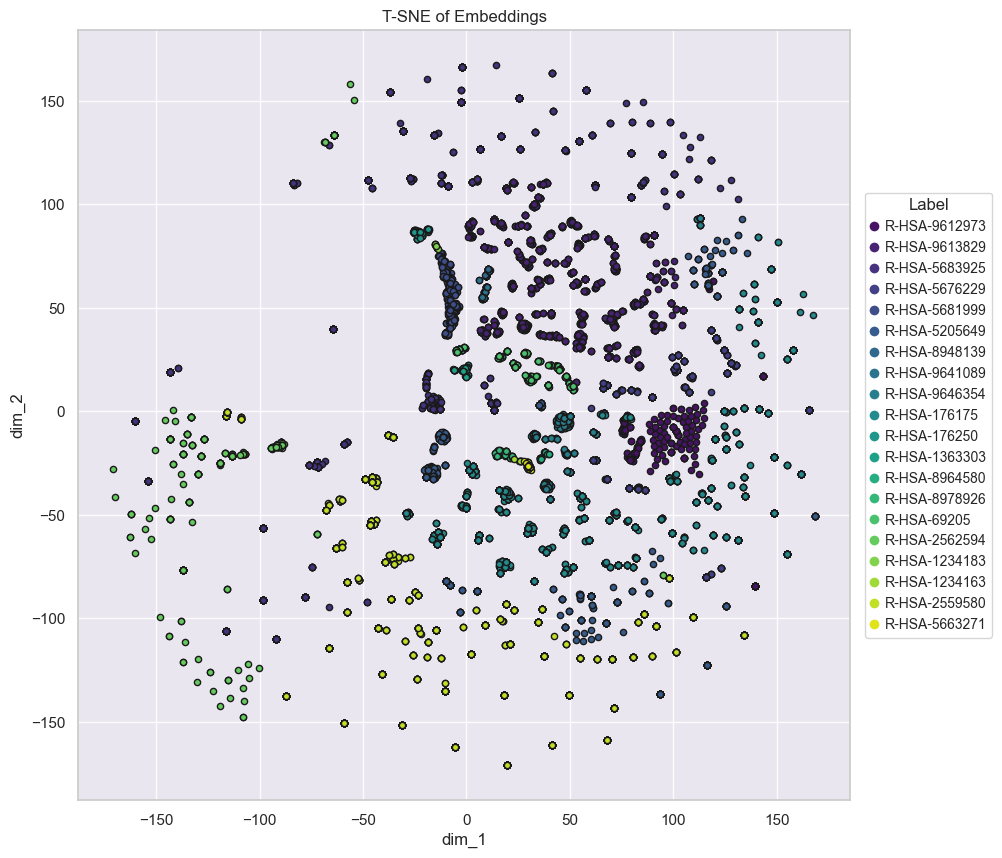 T-SNE of Embeddings
dim_2
150
100
50
0
−50
−100
−150
−150
−100
−50
0
50
100
150
dim_1
Label
R-HSA-9612973
R-HSA-9613829
R-HSA-5683925
R-HSA-5676229
R-HSA-5681999
R-HSA-5205649
R-HSA-8948139
R-HSA-9641089
R-HSA-9646354
R-HSA-176175
R-HSA-176250
R-HSA-1363303
R-HSA-8964580
R-HSA-8978926
R-HSA-69205
R-HSA-2562594
R-HSA-1234183
R-HSA-1234163
R-HSA-2559580
R-HSA-5663271